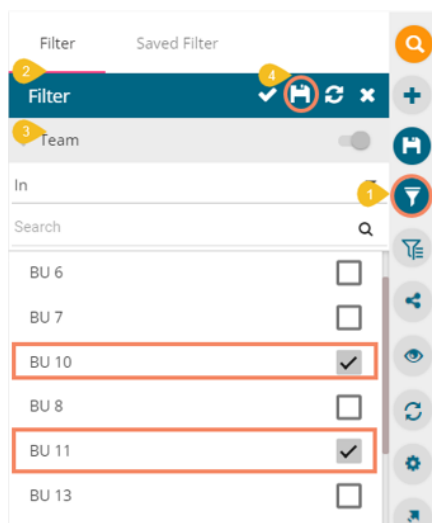 Filter Saved Filter
2 4
Filter
3 Team
In 1
Search
BU 6
BU 7
BU 10
BU 8
BU 11
BU 13